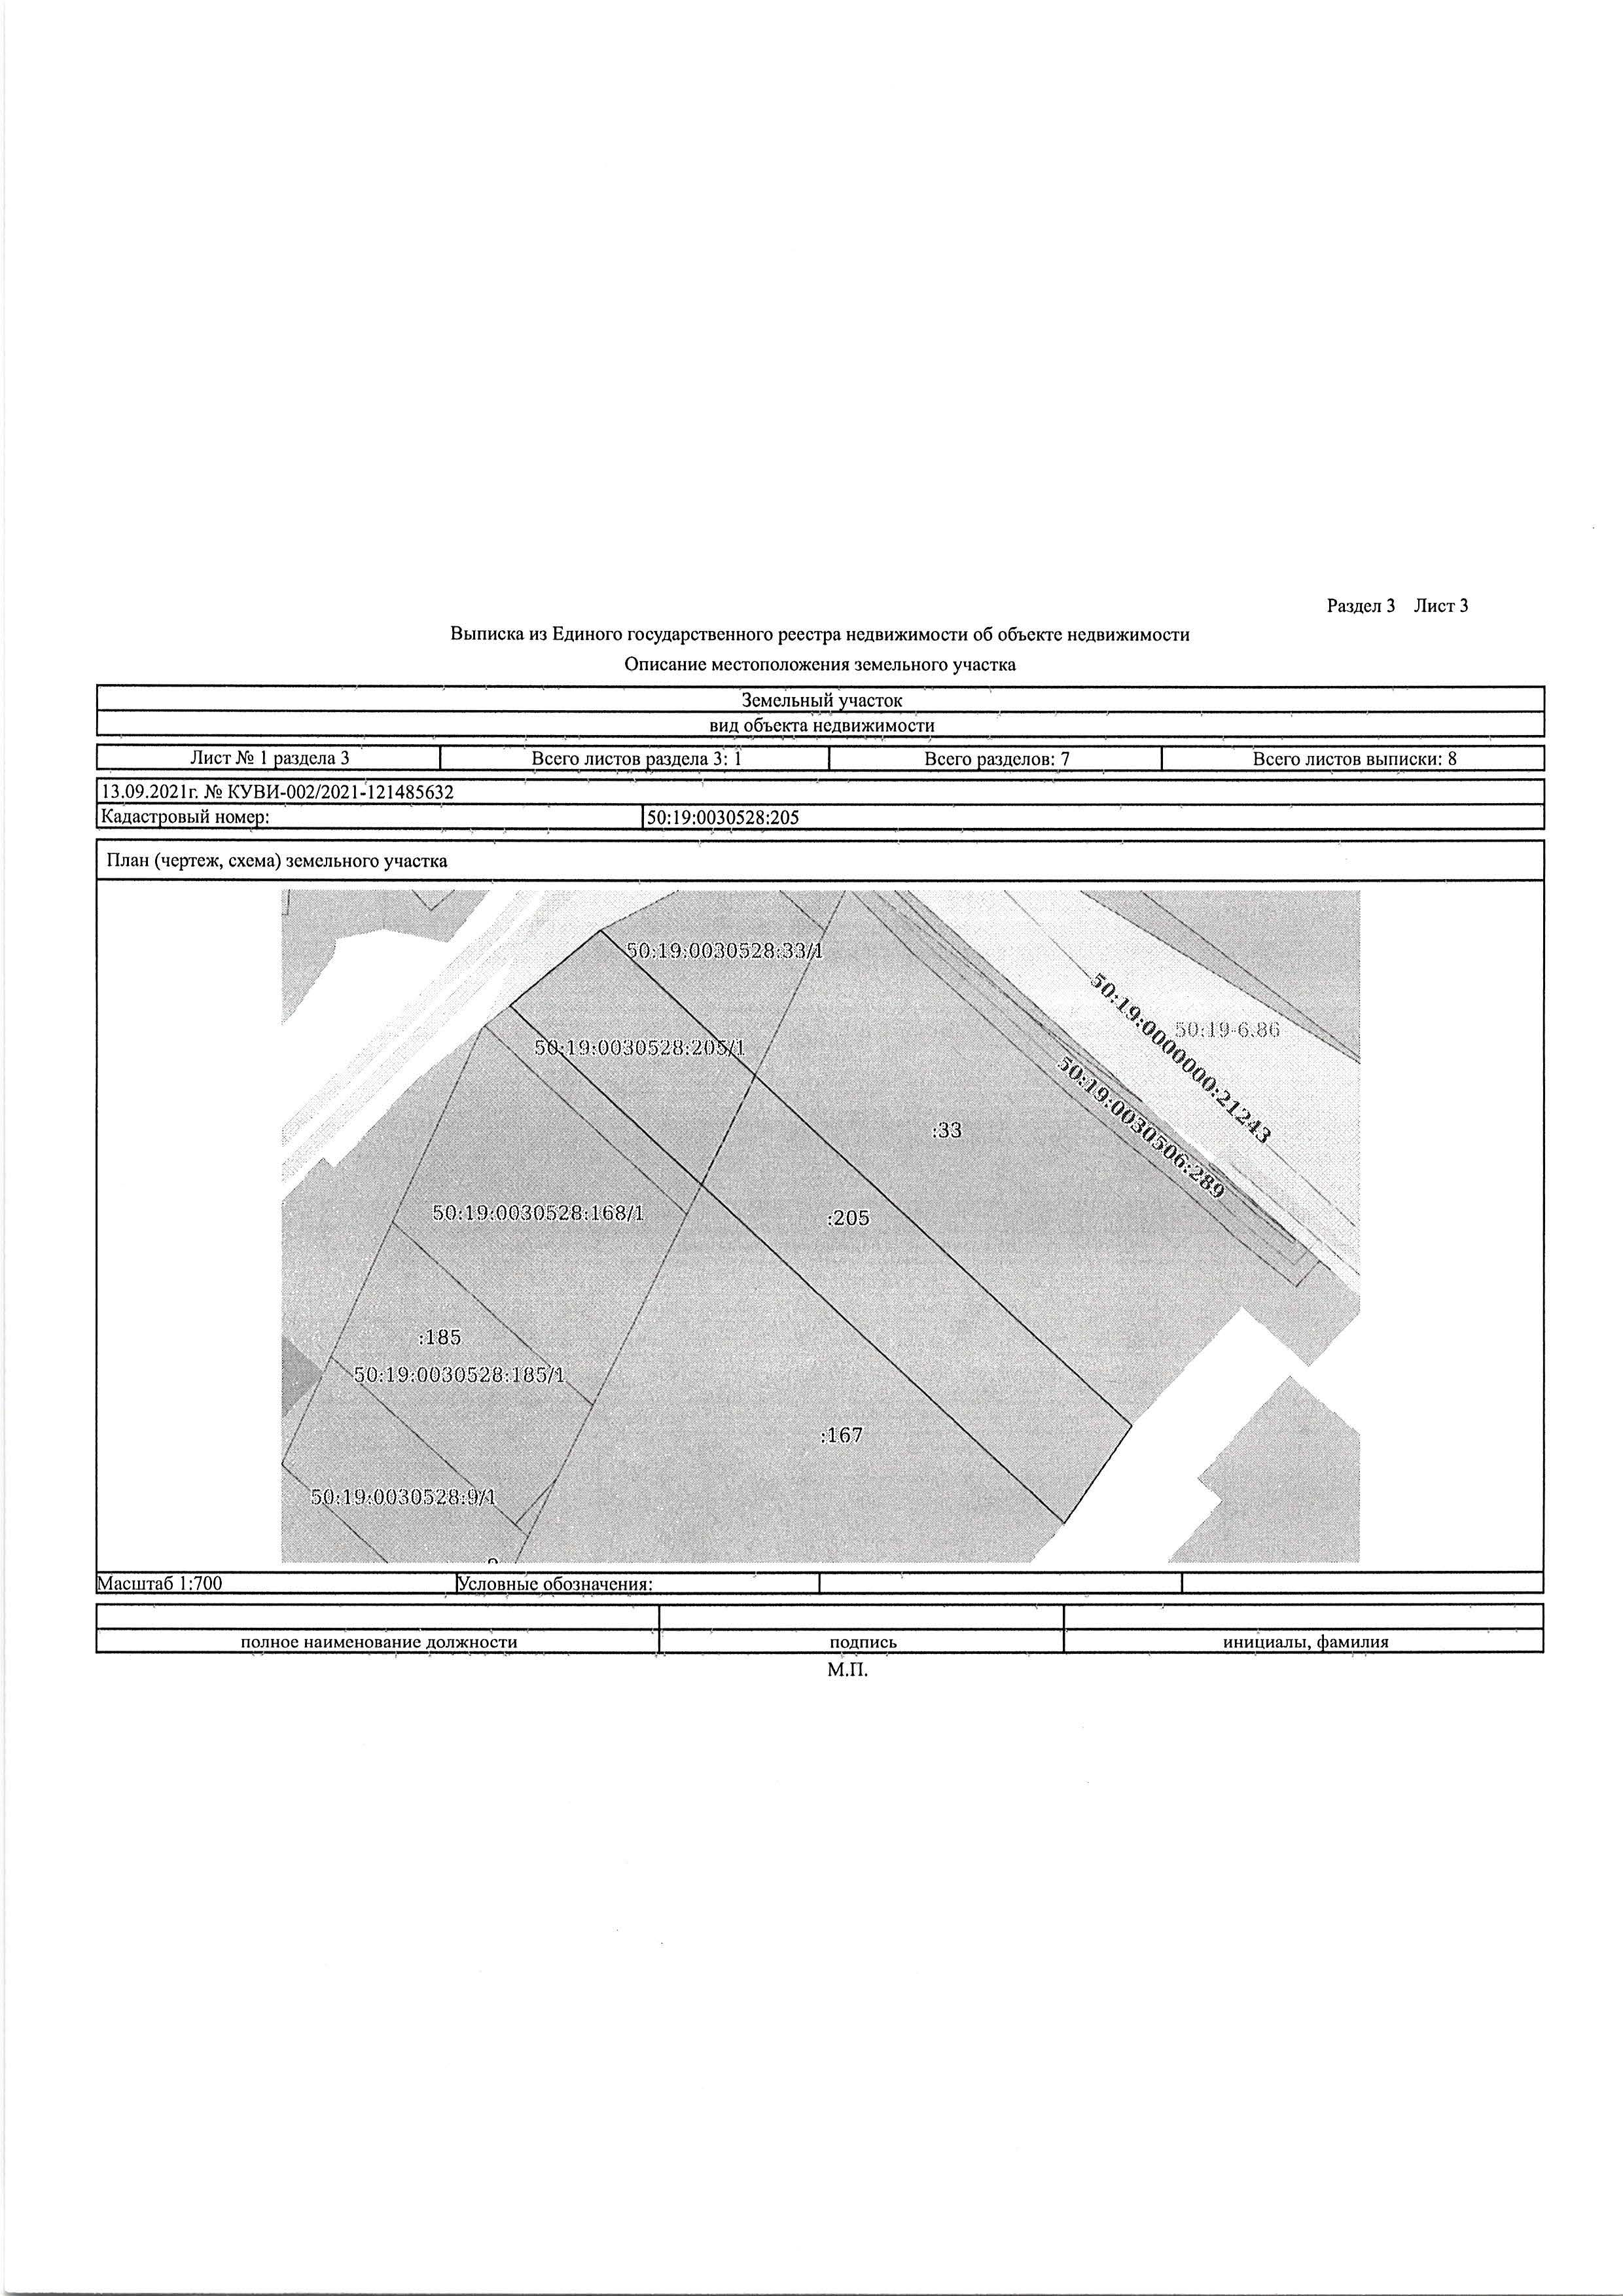 Раздел 3 Лист 3
Выписка из Единого государственного реестра недвижимости об объекте недвижимости
Описание местоположения земельного участка
Земельный участок
вид объекта недвижимости
Лист № 1 раздела 3 Всего листов раздела 3: 1 Всего разделов: 7 Всего листов выписки: 8
13.09.2021г. № КУВИ-002/2021-121485632
Кадастровый номер: 50:19:0030528:205
План (чертеж, схема) земельного участка
50:19:0030528:33/1
50:19:0000000:21243
50:19-6.86
50:19:0030528:205/1
50:19:0030506:289
:33
50:19:0030528:168/1
:205
:185
50:19:0030528:185/1
:167
50:19:0030528:9/1
Масштаб 1:700 Условные обозначения:
полное наименование должности подпись инициалы, фамилия
М.П.